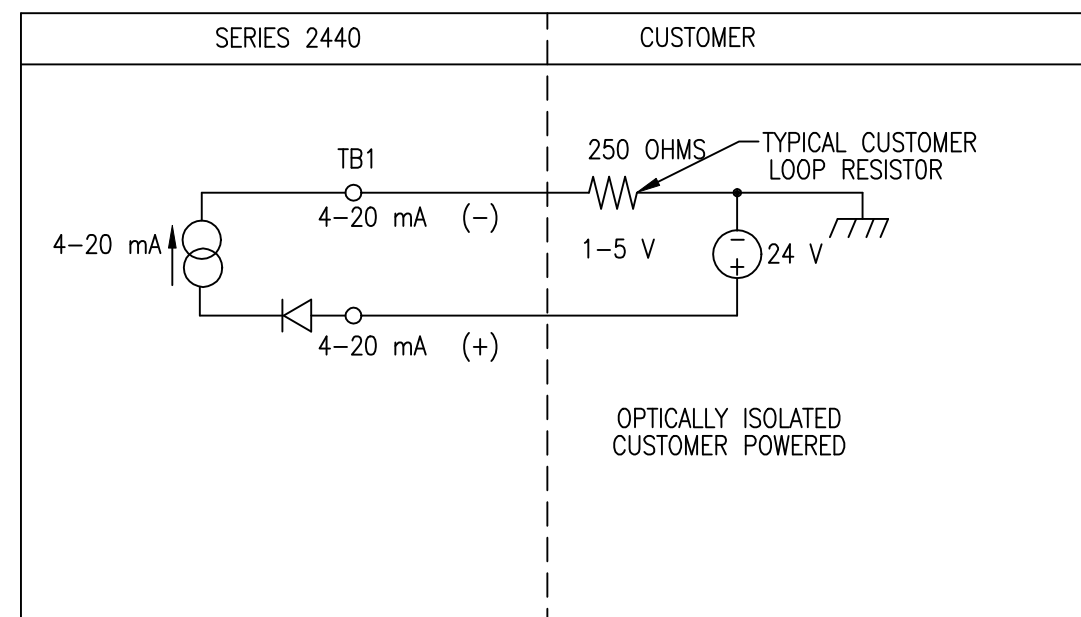 SERIES 2440
CUSTOMER
TB1
250 OHMS
TYPICAL CUSTOMER
LOOP RESISTOR
4-20 mA (-)
4-20 mA
1-5 V
-
+
24 V
4-20 mA (+)
OPTICALLY ISOLATED
CUSTOMER POWERED